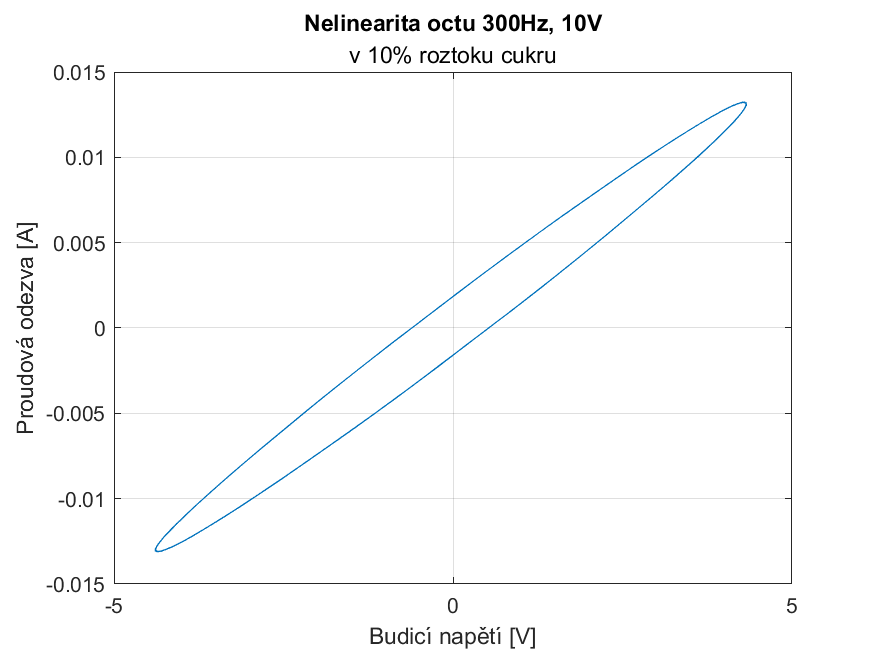 Nelinearita octu 300Hz, 10V
v 10% roztoku cukru
0.015
0.01
0.005
0
-0.005
-0.01
-0.015
Proudová odezva [A]
-5
0
5
Budicí napětí [V]